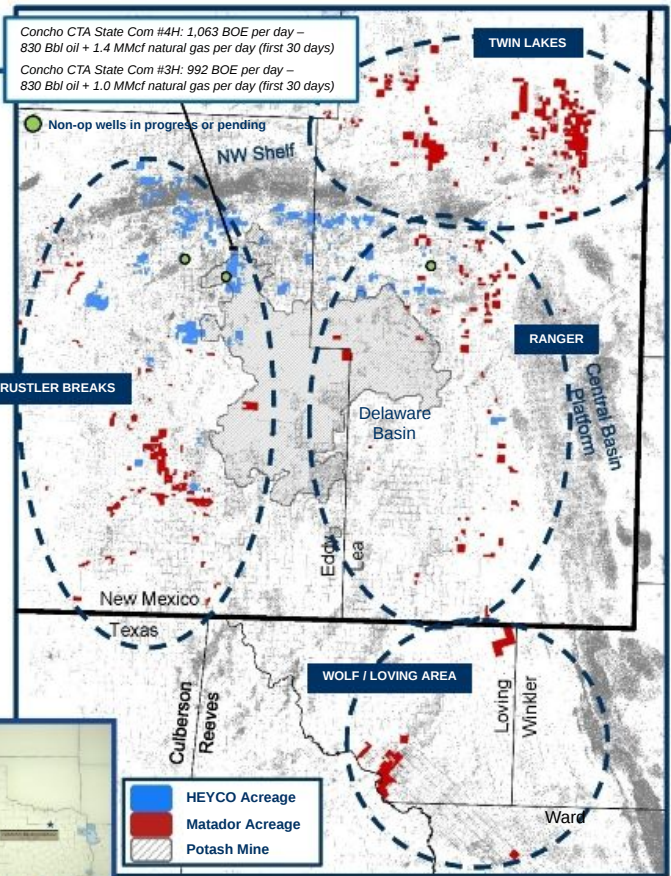 Concho CTA State Com #4H: 1,063 BOE per day –
830 Bbl oil + 1.4 MMcf natural gas per day (first 30 days)
Concho CTA State Com #3H: 992 BOE per day –
830 Bbl oil + 1.0 MMcf natural gas per day (first 30 days)
TWIN LAKES
Non-op wells in progress or pending
NW Shelf
RANGER
RUSTLER BREAKS
Central Basin
Platform
Delaware
Basin
Eddy
Lea
New Mexico
Texas
WOLF / LOVING AREA
Culberson
Reeves
Loving
Winkler
HEYCO Acreage
Matador Acreage
Potash Mine
Ward